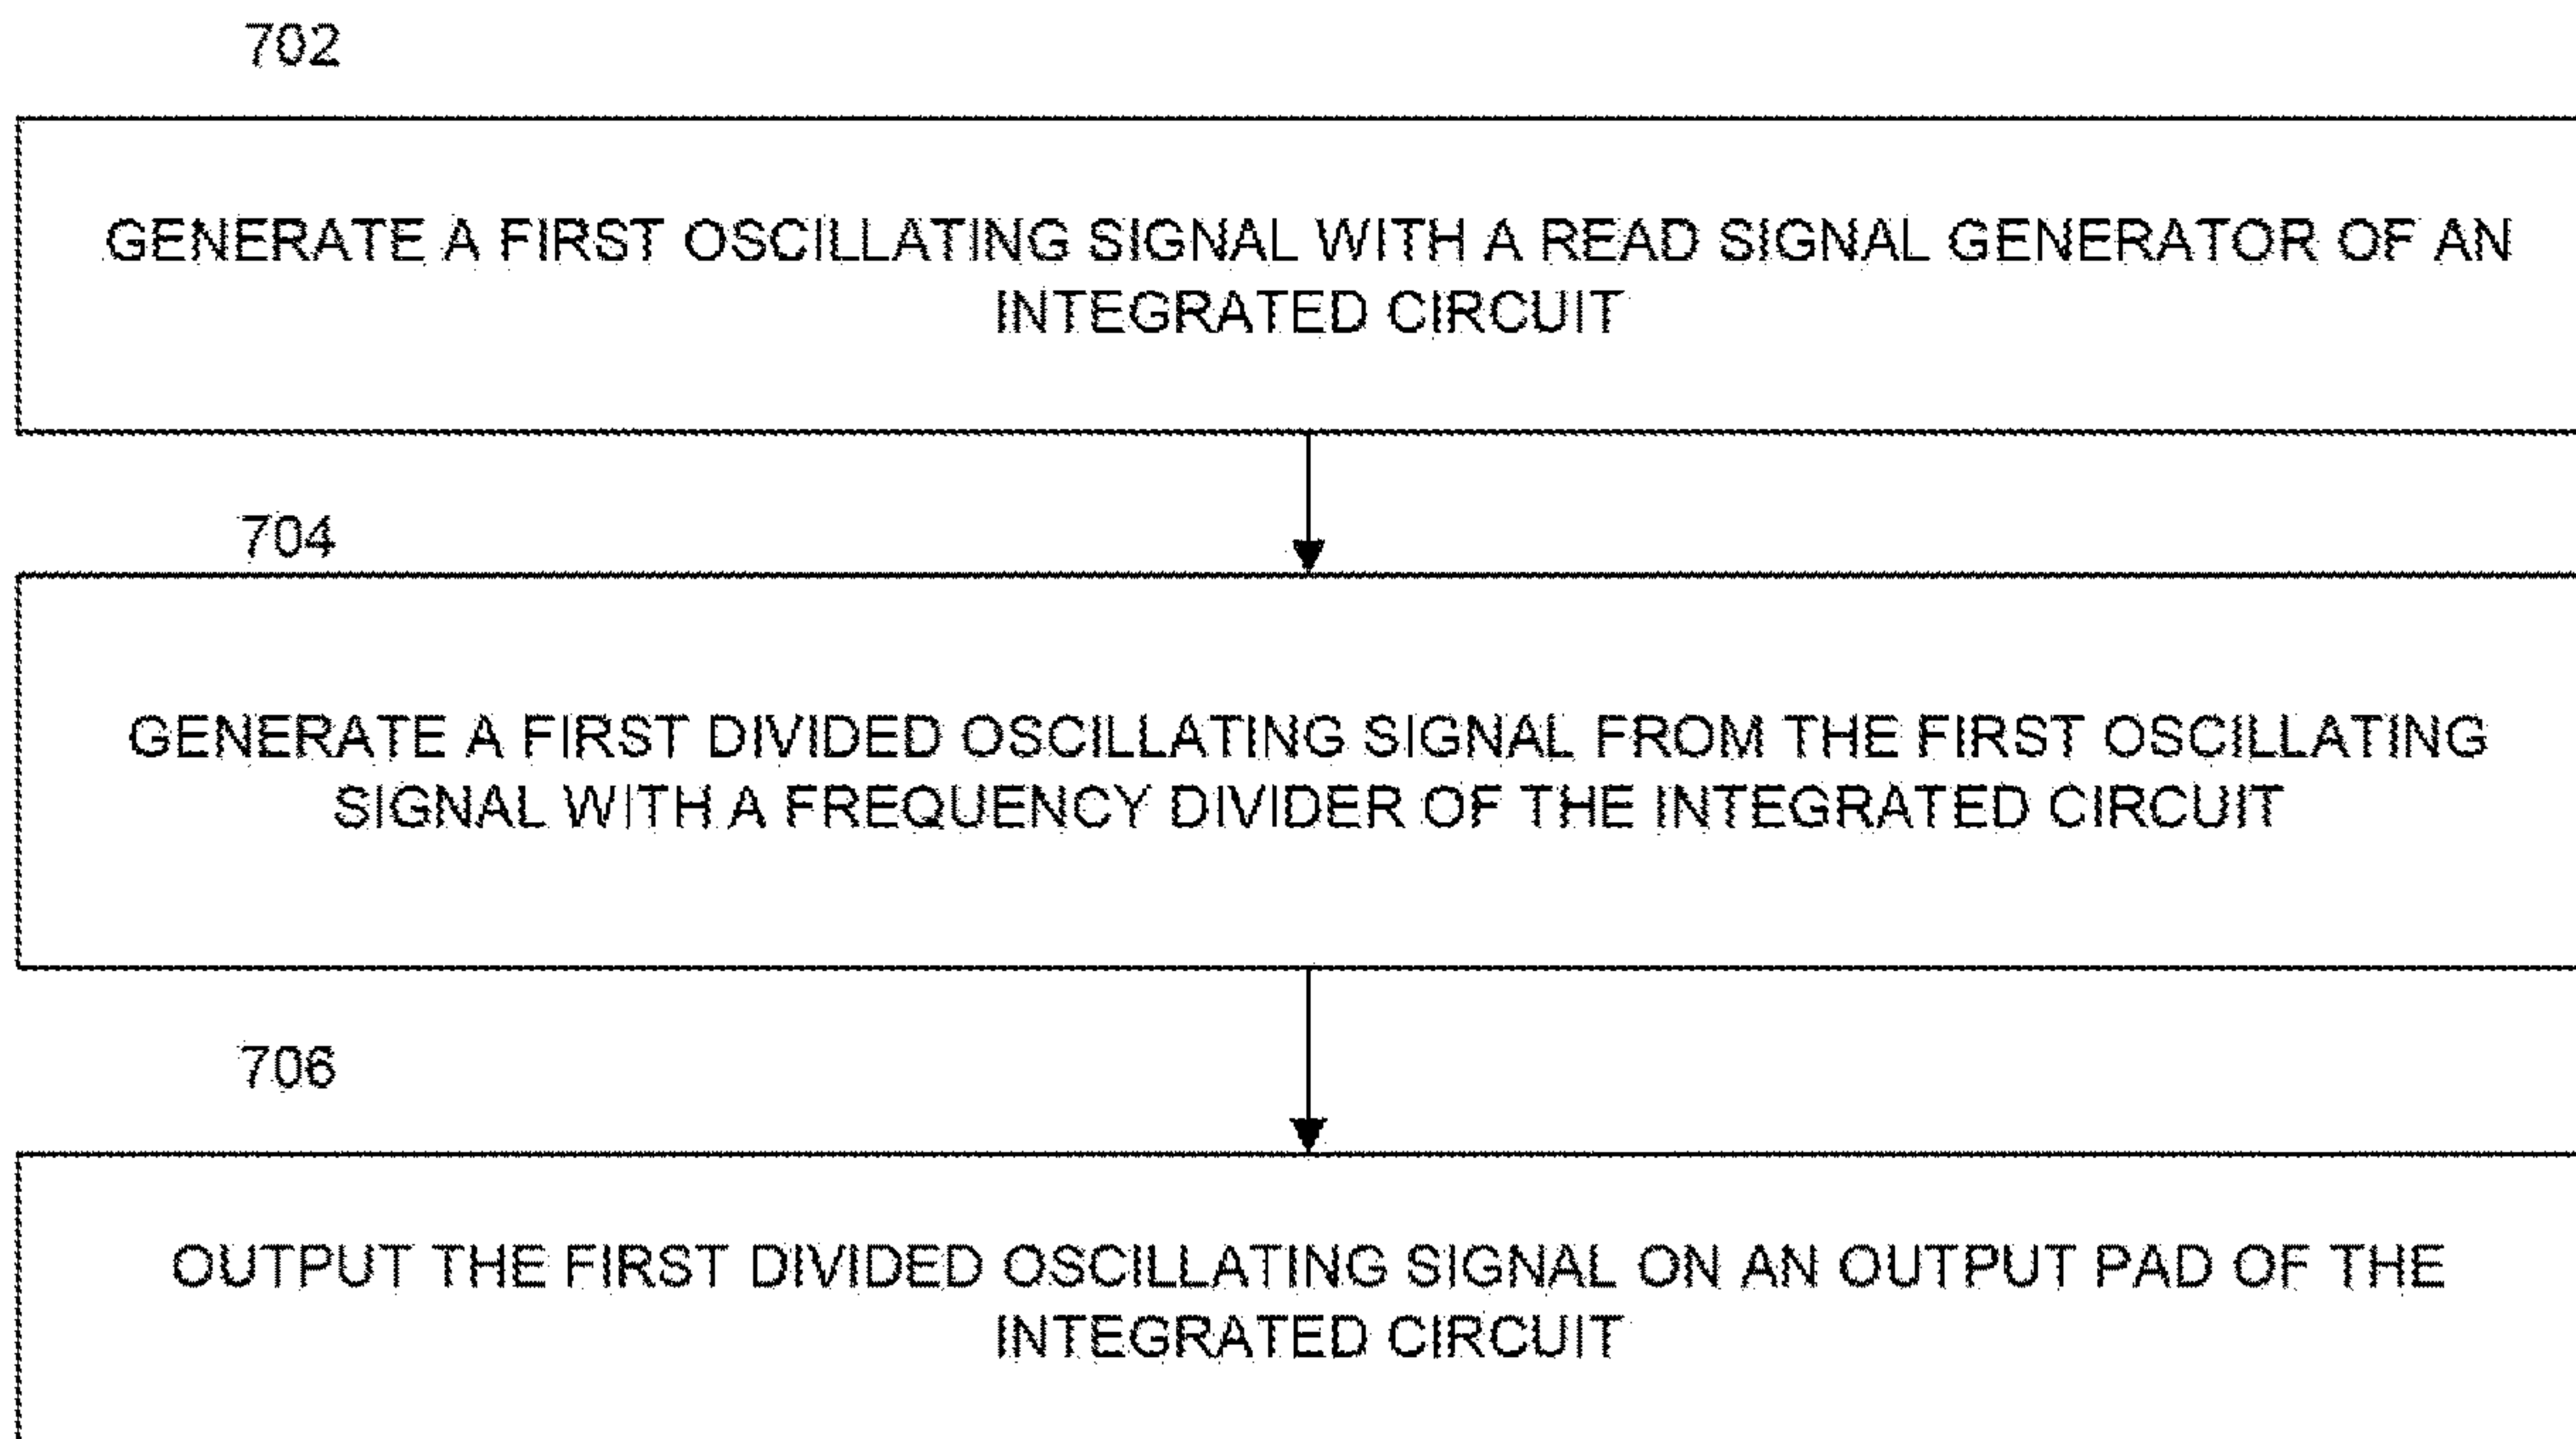 702
GENERATE A FIRST OSCILLATING SIGNAL WITH A READ SIGNAL GENERATOR OF AN
INTEGRATED CIRCUIT
704
GENERATE A FIRST DIVIDED OSCILLATING SIGNAL FROM THE FIRST OSCILLATING
SIGNAL WITH A FREQUENCY DIVIDER OF THE INTEGRATED CIRCUIT
706
OUTPUT THE FIRST DIVIDED OSCILLATING SIGNAL ON AN OUTPUT PAD OF THE
INTEGRATED CIRCUIT